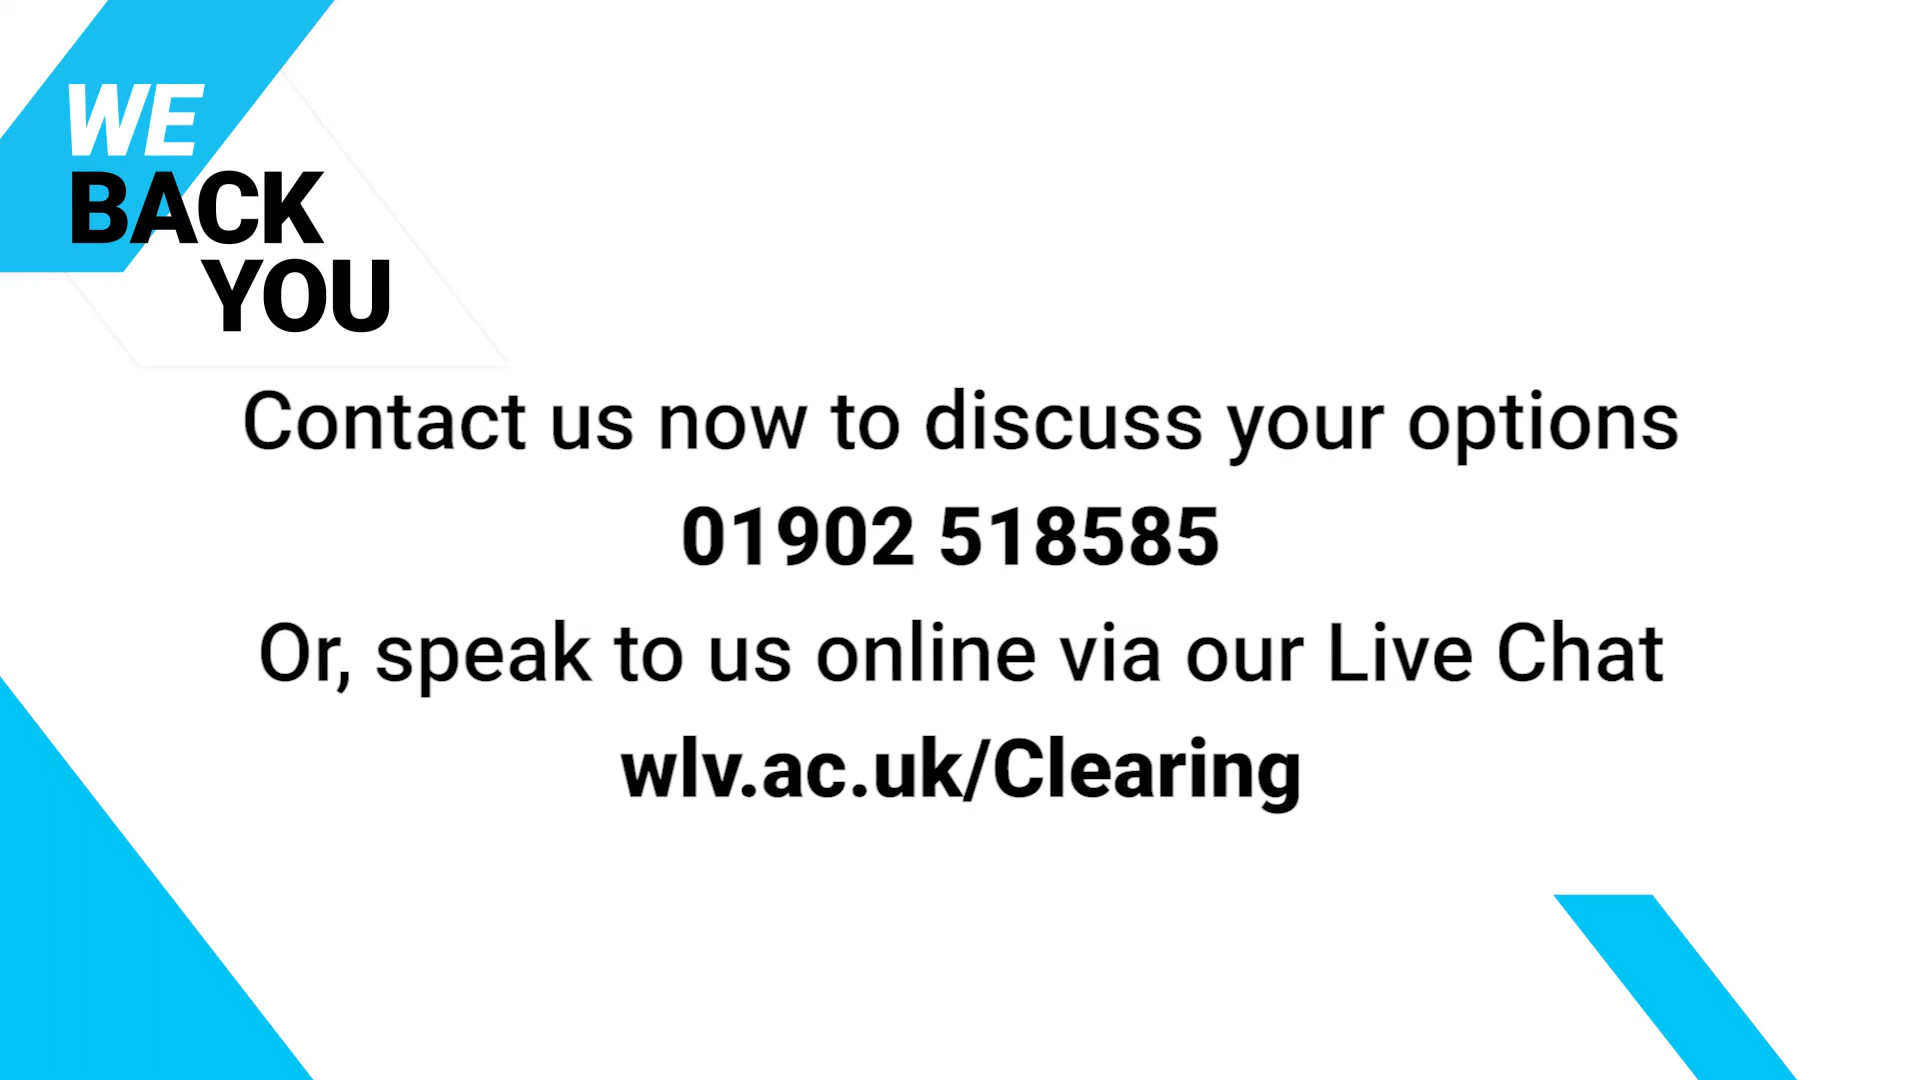 WE
BACK
YOU
Contact us now to discuss your options
01902 518585
Or, speak to us online via our Live Chat
wlv.ac.uk/Clearing